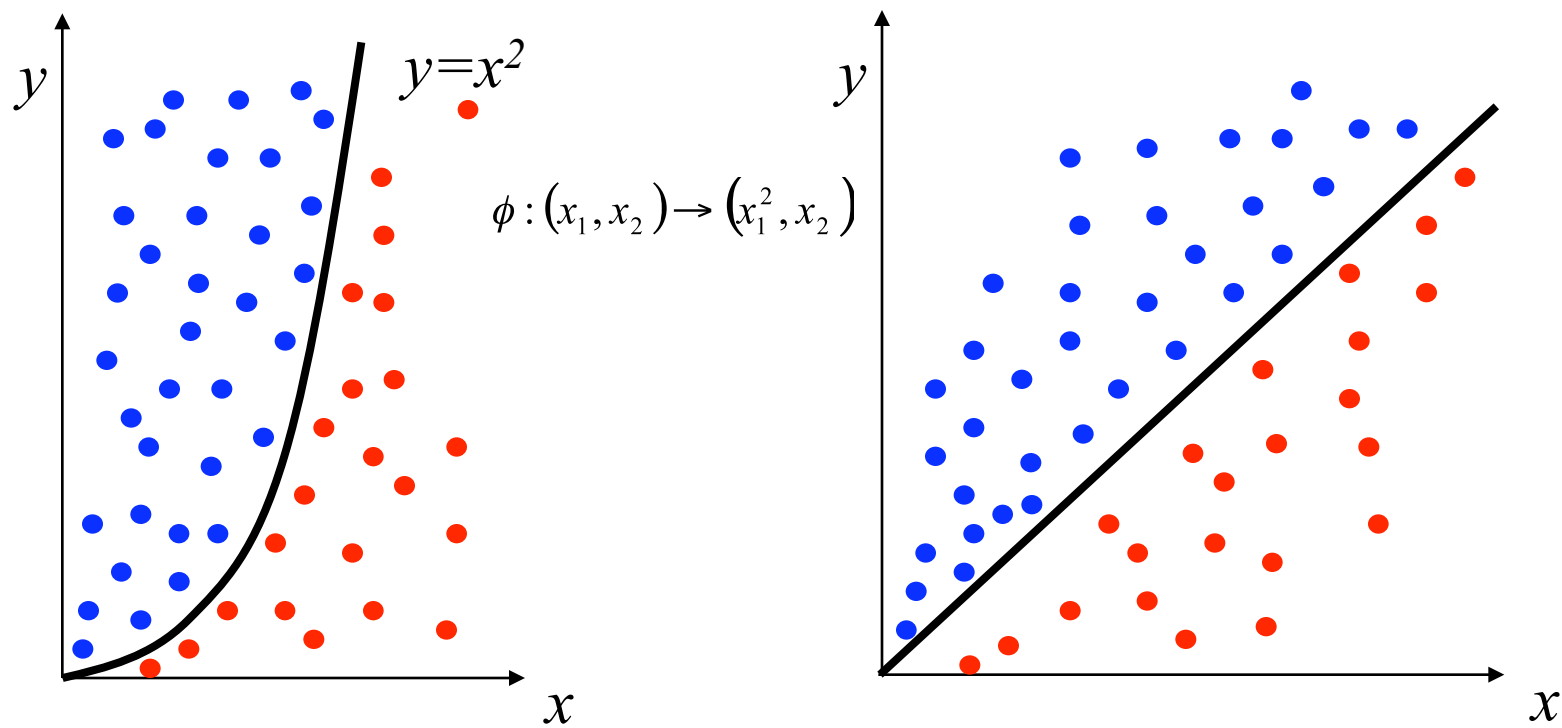 y
y=x²
x
ϕ : (x₁, x₂) → (x₁², x₂)
y
x